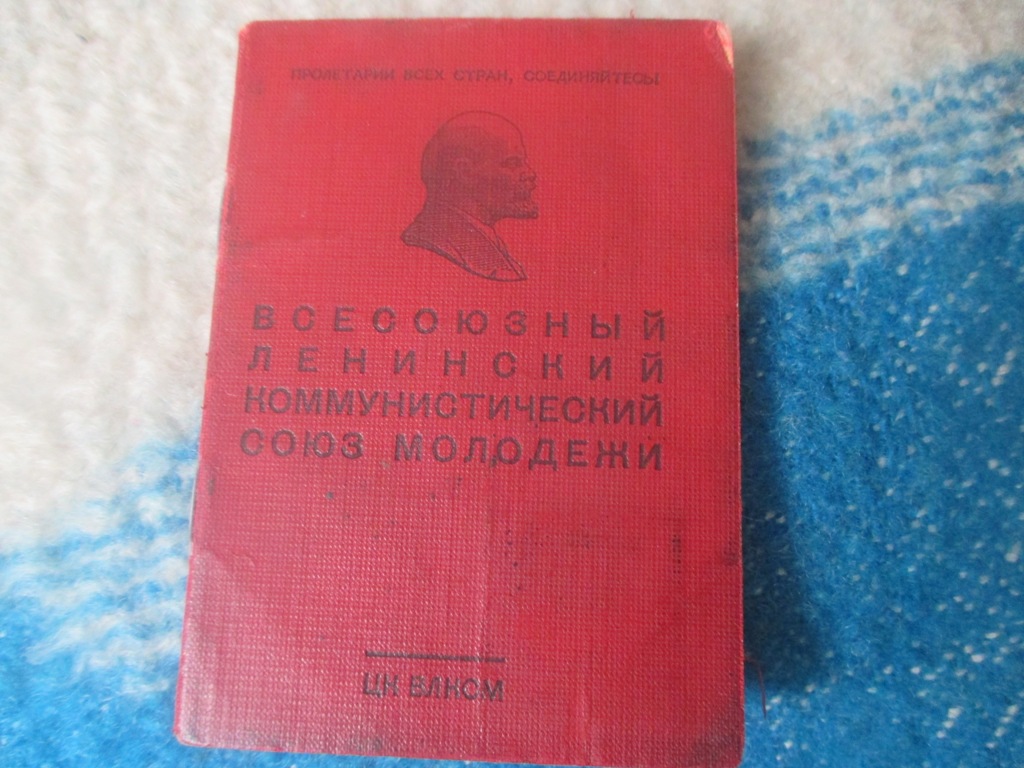 ПРОЛЕТАРИИ ВСЕХ СТРАН, СОЕДИНЯЙТЕСЬ!
ВСЕСОЮЗНЫЙ
ЛЕНИНСКИЙ
КОММУНИСТИЧЕСКИЙ
СОЮЗ МОЛОДЕЖИ
ЦК ВЛКСМ